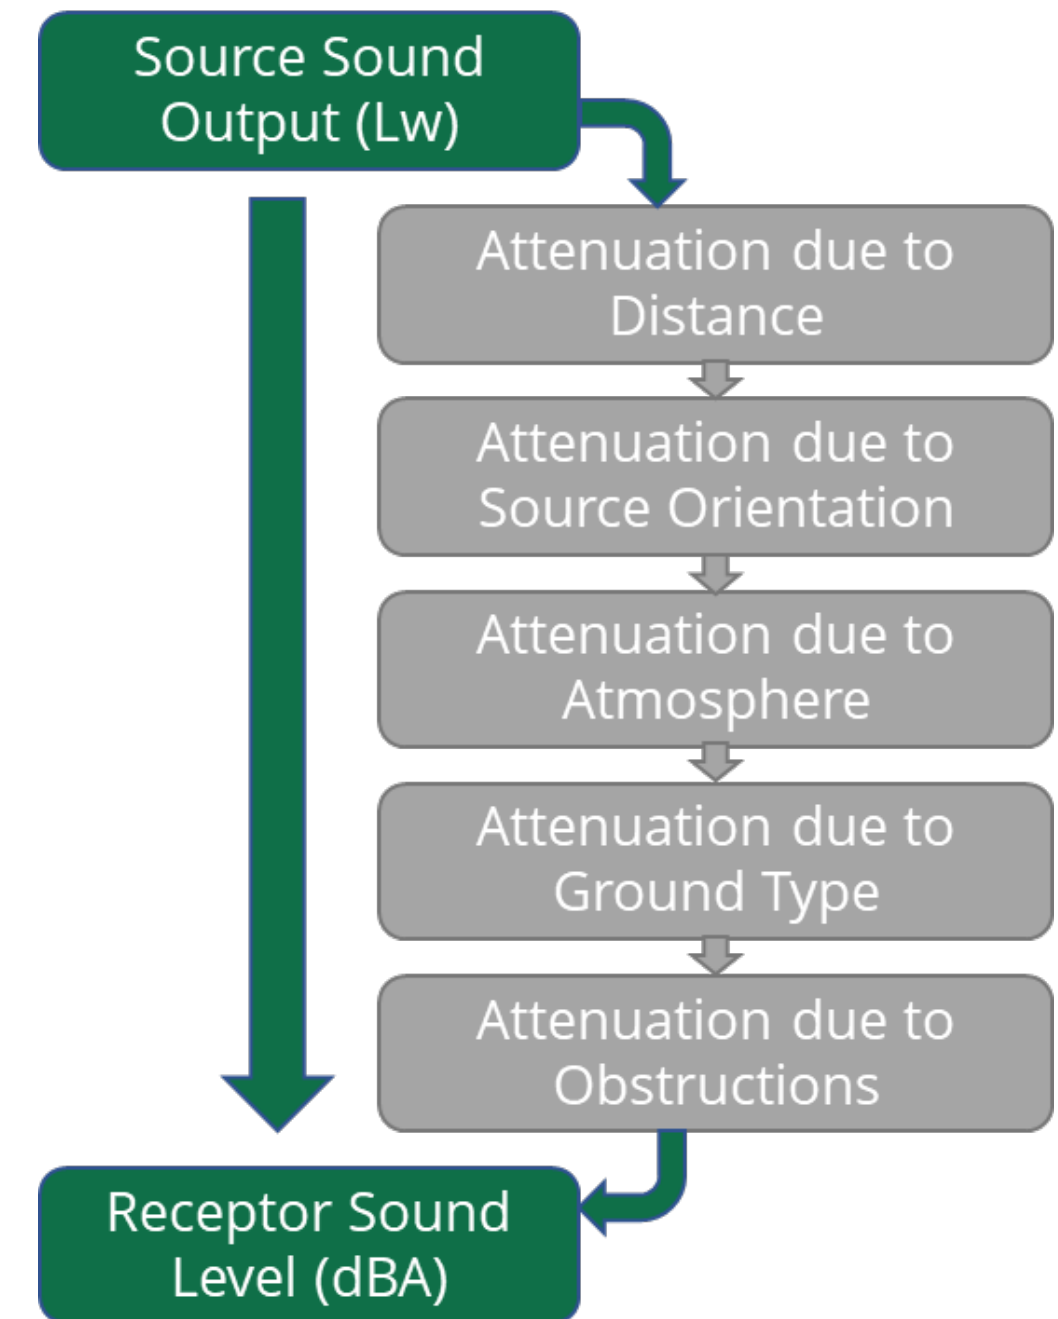 Source Sound
Output (Lw)
Attenuation due to
Distance
Attenuation due to
Source Orientation
Attenuation due to
Atmosphere
Attenuation due to
Ground Type
Attenuation due to
Obstructions
Receptor Sound
Level (dBA)